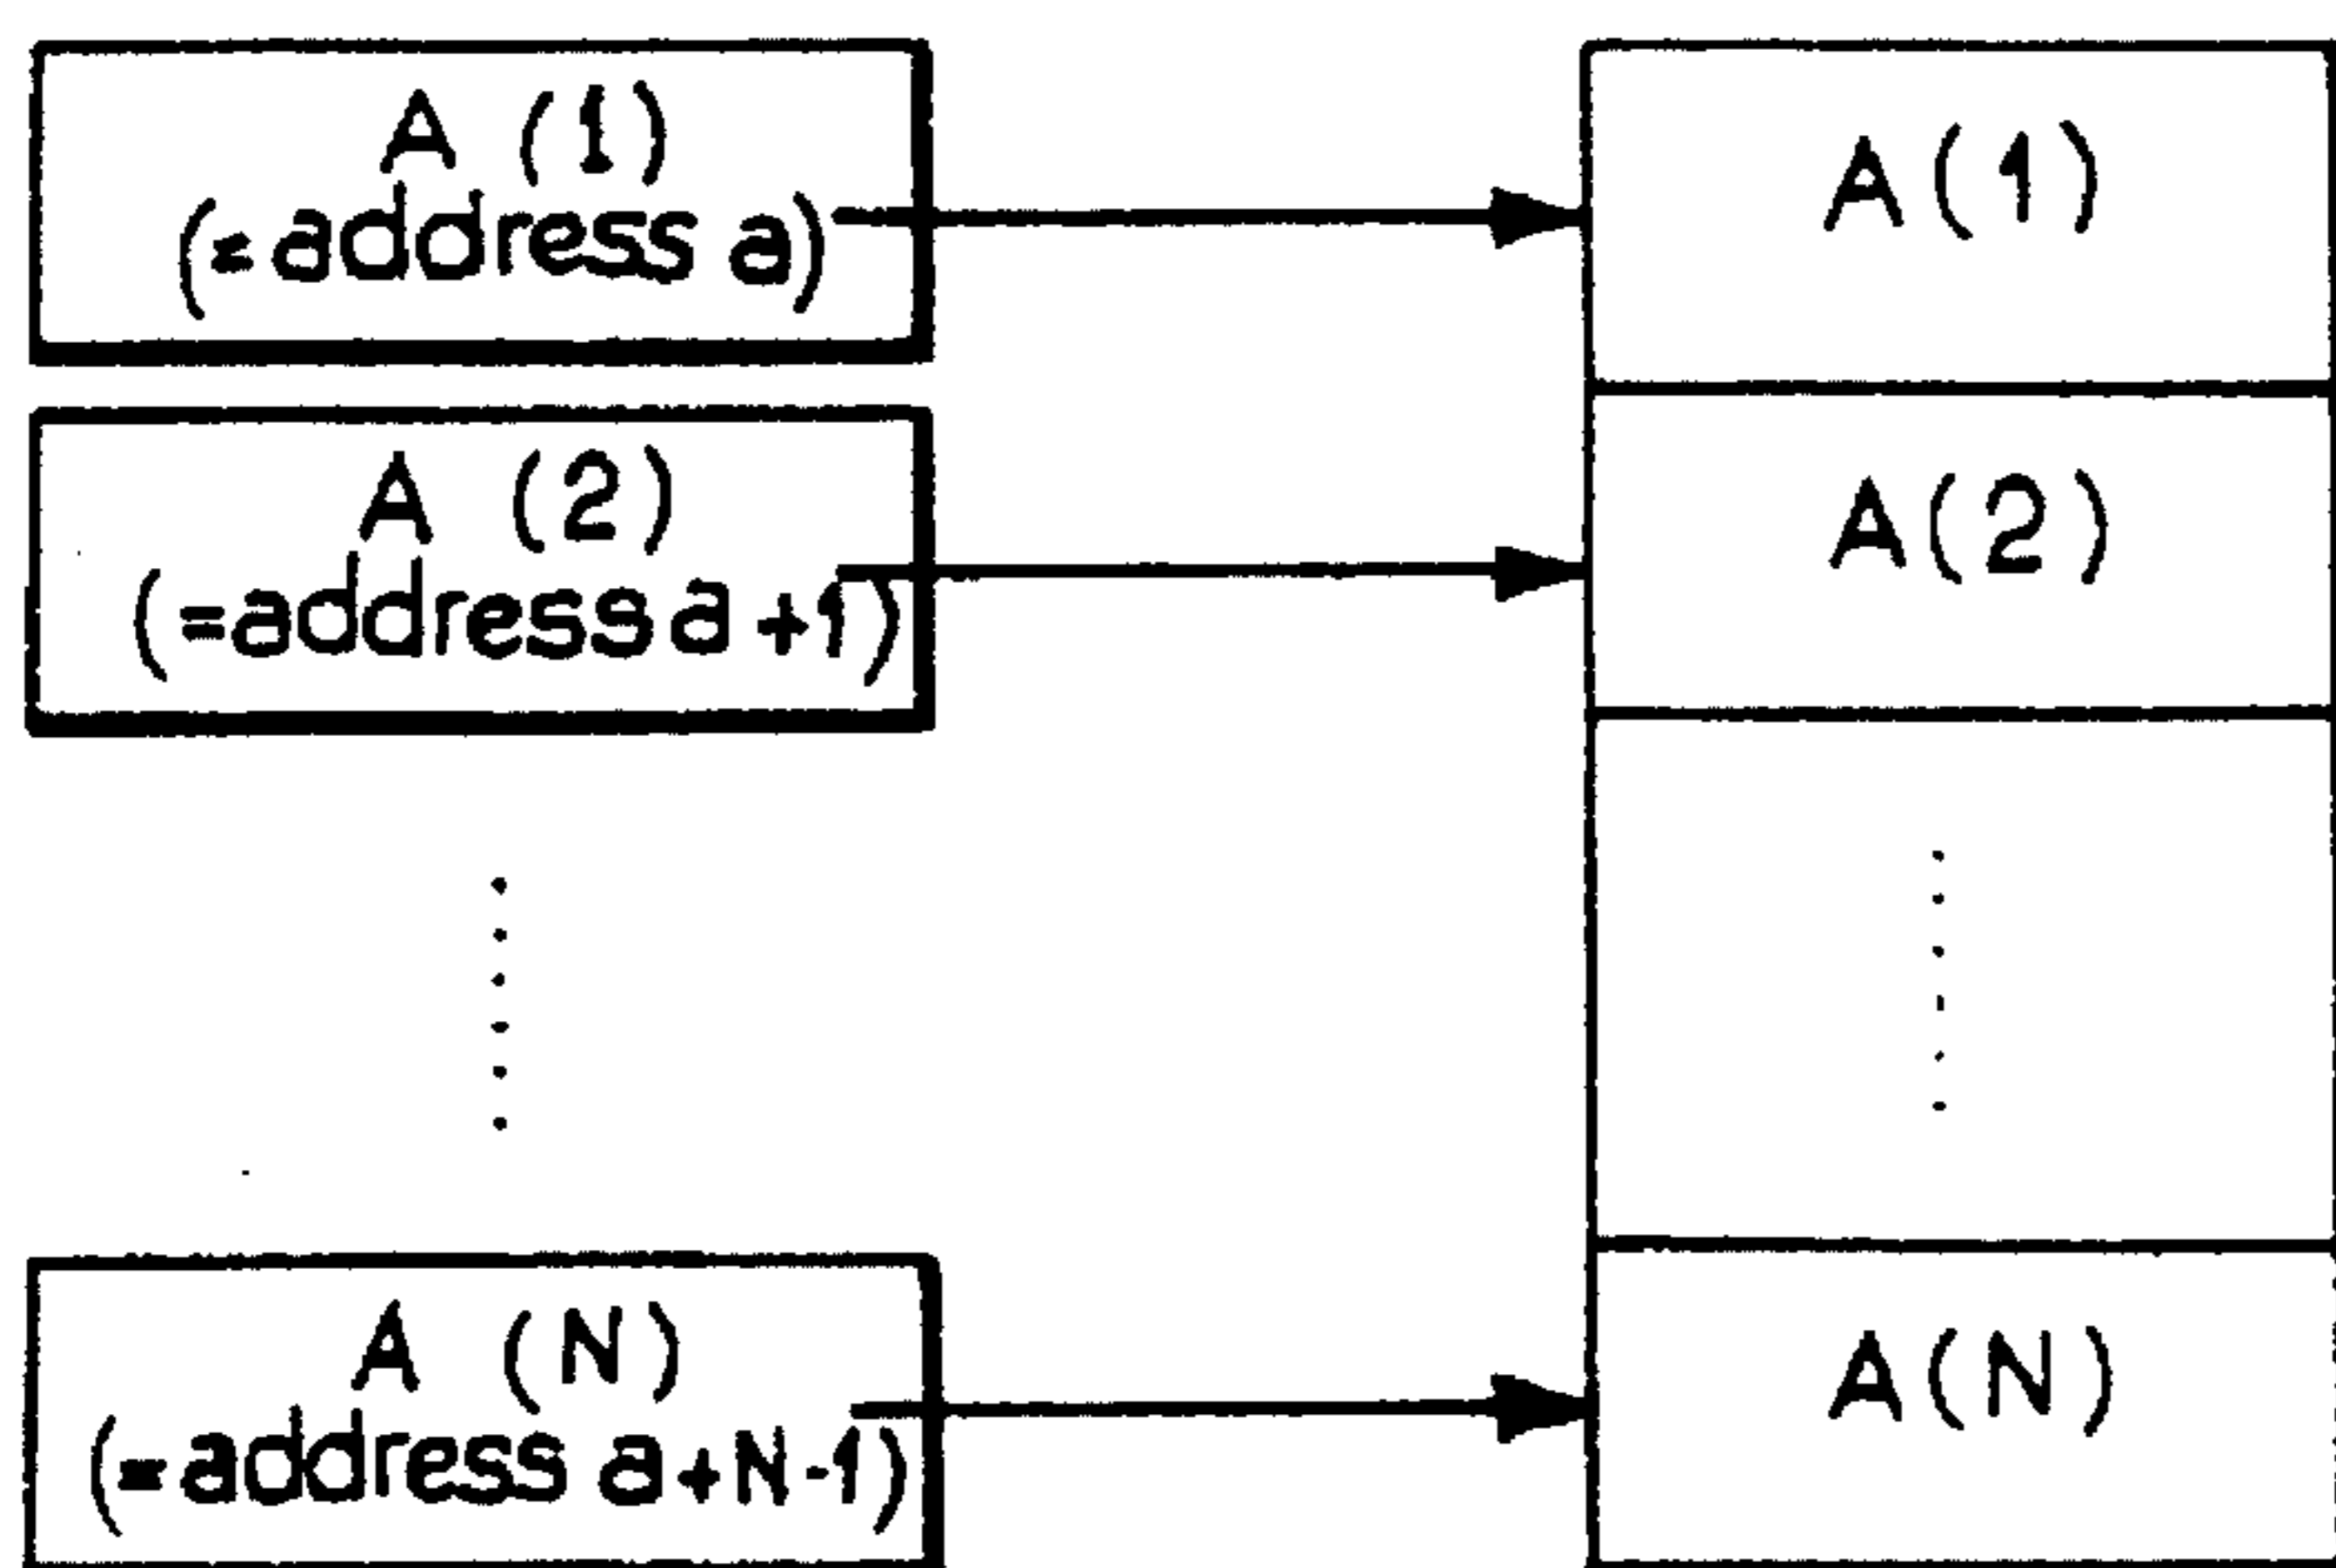 A (1)
(=address a)
A(1)
A (2)
(=address a +1)
A(2)
A (N)
(=address a+N-1)
A(N)